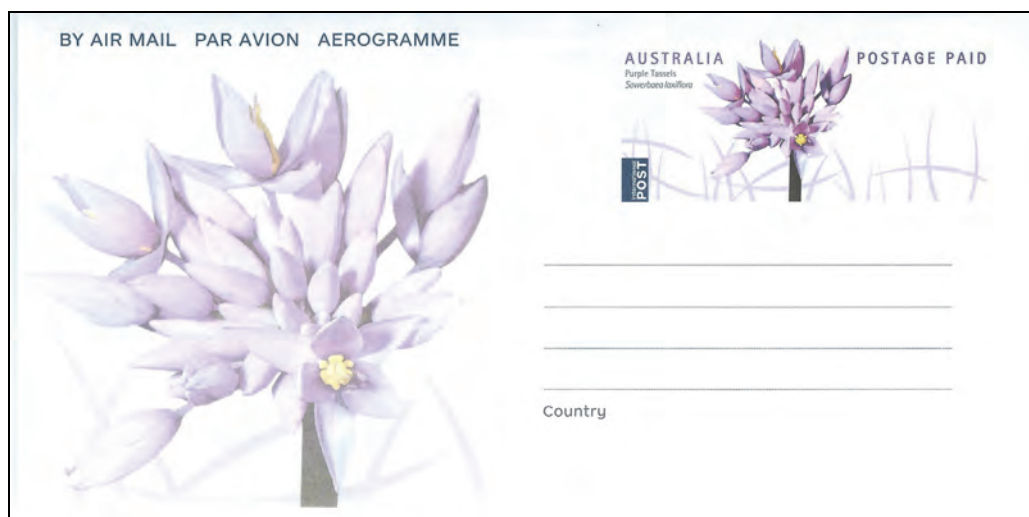 BY AIR MAIL PAR AVION AEROGRAMME
AUSTRALIA POSTAGE PAID
Purple Tassels
Sowerbaea laxiflora
POST
Country